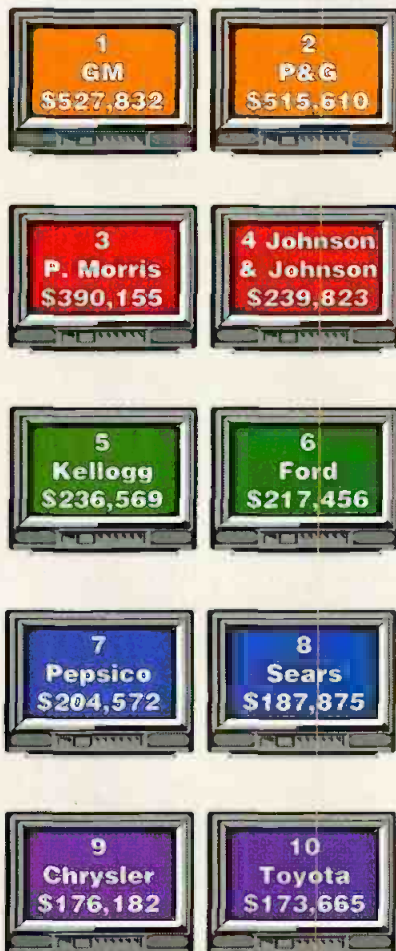 1
GM
$527,832
2
P&G
$515,610
3
P. Morris
$390,155
4 Johnson
& Johnson
$239,823
5
Kellogg
$236,569
6
Ford
$217,456
7
Pepsico
$204,572
8
Sears
$187,875
9
Chrysler
$176,182
10
Toyota
$173,665